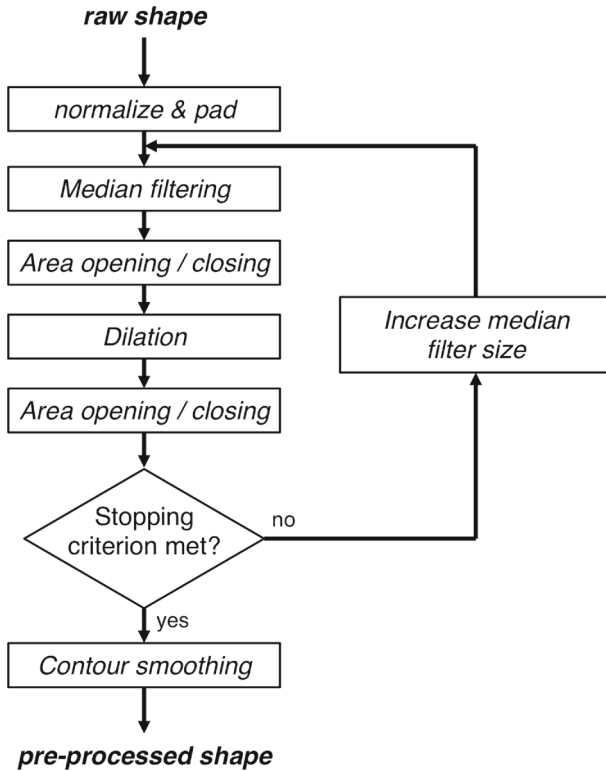 raw shape
normalize & pad
Median filtering
Area opening / closing
Dilation
Area opening / closing
Increase median
filter size
Stopping
criterion met?
no
yes
Contour smoothing
pre-processed shape